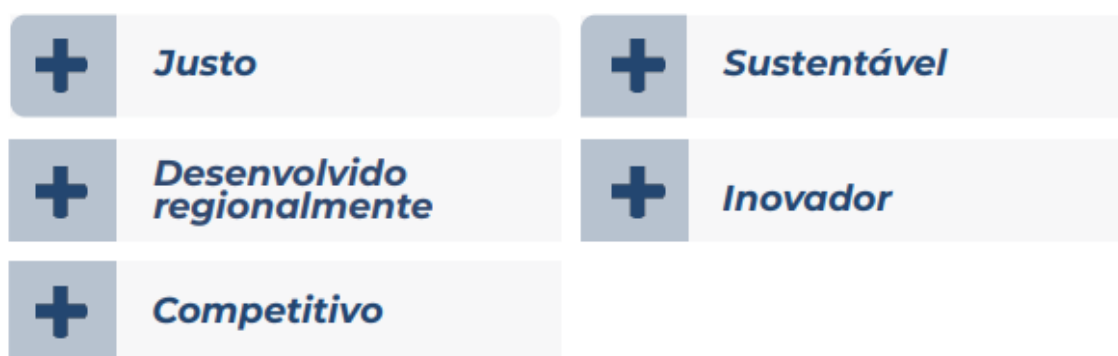 Justo
Sustentável
Desenvolvido
regionalmente
Inovador
Competitivo